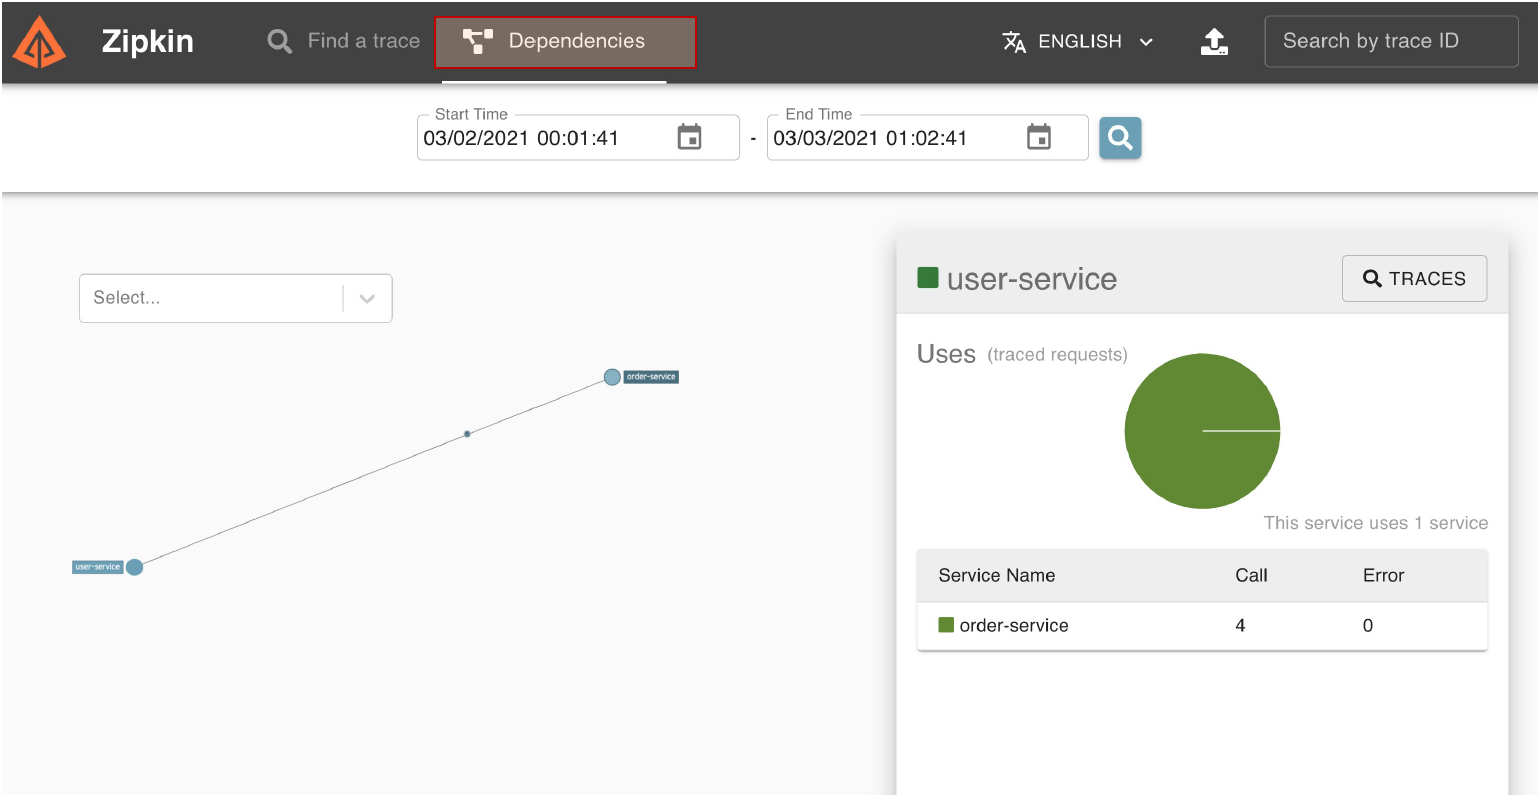 Zipkin
Find a trace
Dependencies
ENGLISH
Search by trace ID
Start Time
03/02/2021 00:01:41
-
End Time
03/03/2021 01:02:41
Select...
order-service
user-service
user-service
TRACES
Uses (traced requests)
This service uses 1 service
Service Name Call Error
order-service 4 0